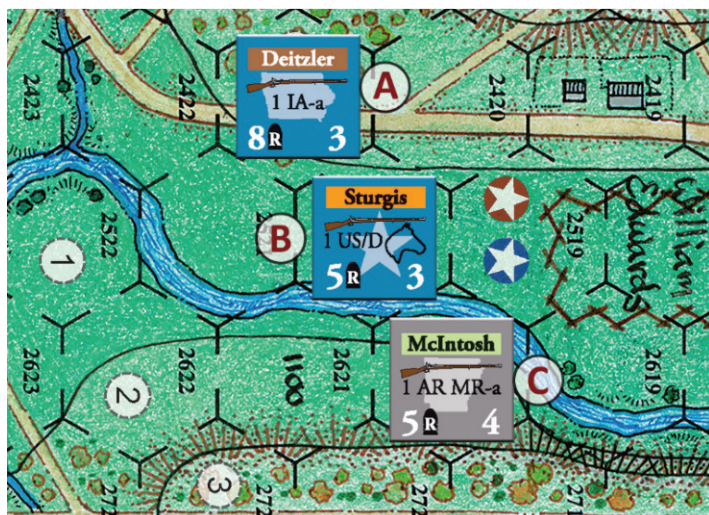 2423
2422
Deitzler
1 IA-a
8 R 3
A
2420
2419
2522
1
B
Sturgis
1 US/D
5 R 3
2519
William
Edwards
McIntosh
1 AR MR-a
5 R 4
C
2623
2
2622
1100
2621
2619
3